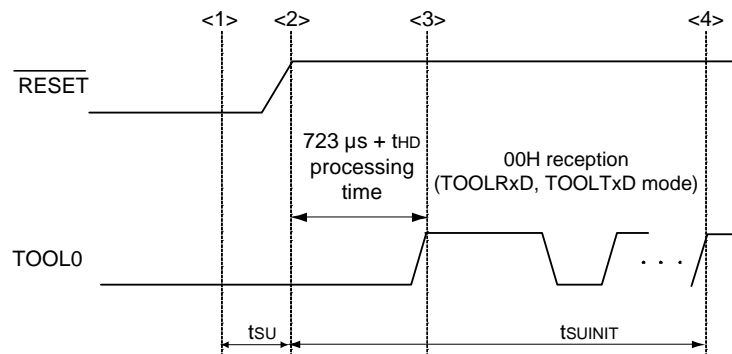 <1> <2> <3> <4>
RESET
723 µs + tHD
processing
time
00H reception
(TOOLRxD, TOOLTxD mode)
TOOL0
. . .
tSU
tSUINIT